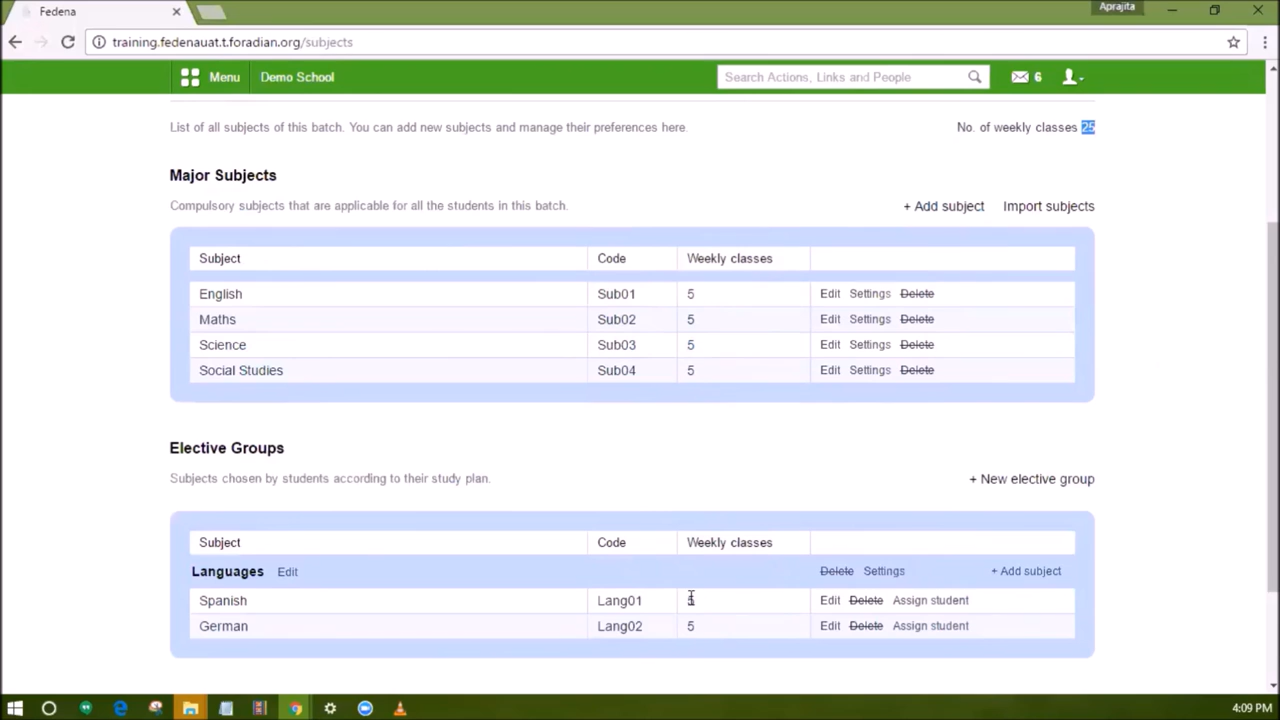 Fedena
Aprajita
training.fedenauat.t.foradian.org/subjects
Menu Demo School Search Actions, Links and People 6
List of all subjects of this batch. You can add new subjects and manage their preferences here. No. of weekly classes 25
Major Subjects
Compulsory subjects that are applicable for all the students in this batch. + Add subject Import subjects
Subject Code Weekly classes
English Sub01 5 Edit Settings Delete
Maths Sub02 5 Edit Settings Delete
Science Sub03 5 Edit Settings Delete
Social Studies Sub04 5 Edit Settings Delete
Elective Groups
Subjects chosen by students according to their study plan. + New elective group
Subject Code Weekly classes
Languages Edit Delete Settings + Add subject
Spanish Lang01 5 Edit Delete Assign student
German Lang02 5 Edit Delete Assign student
4:09 PM